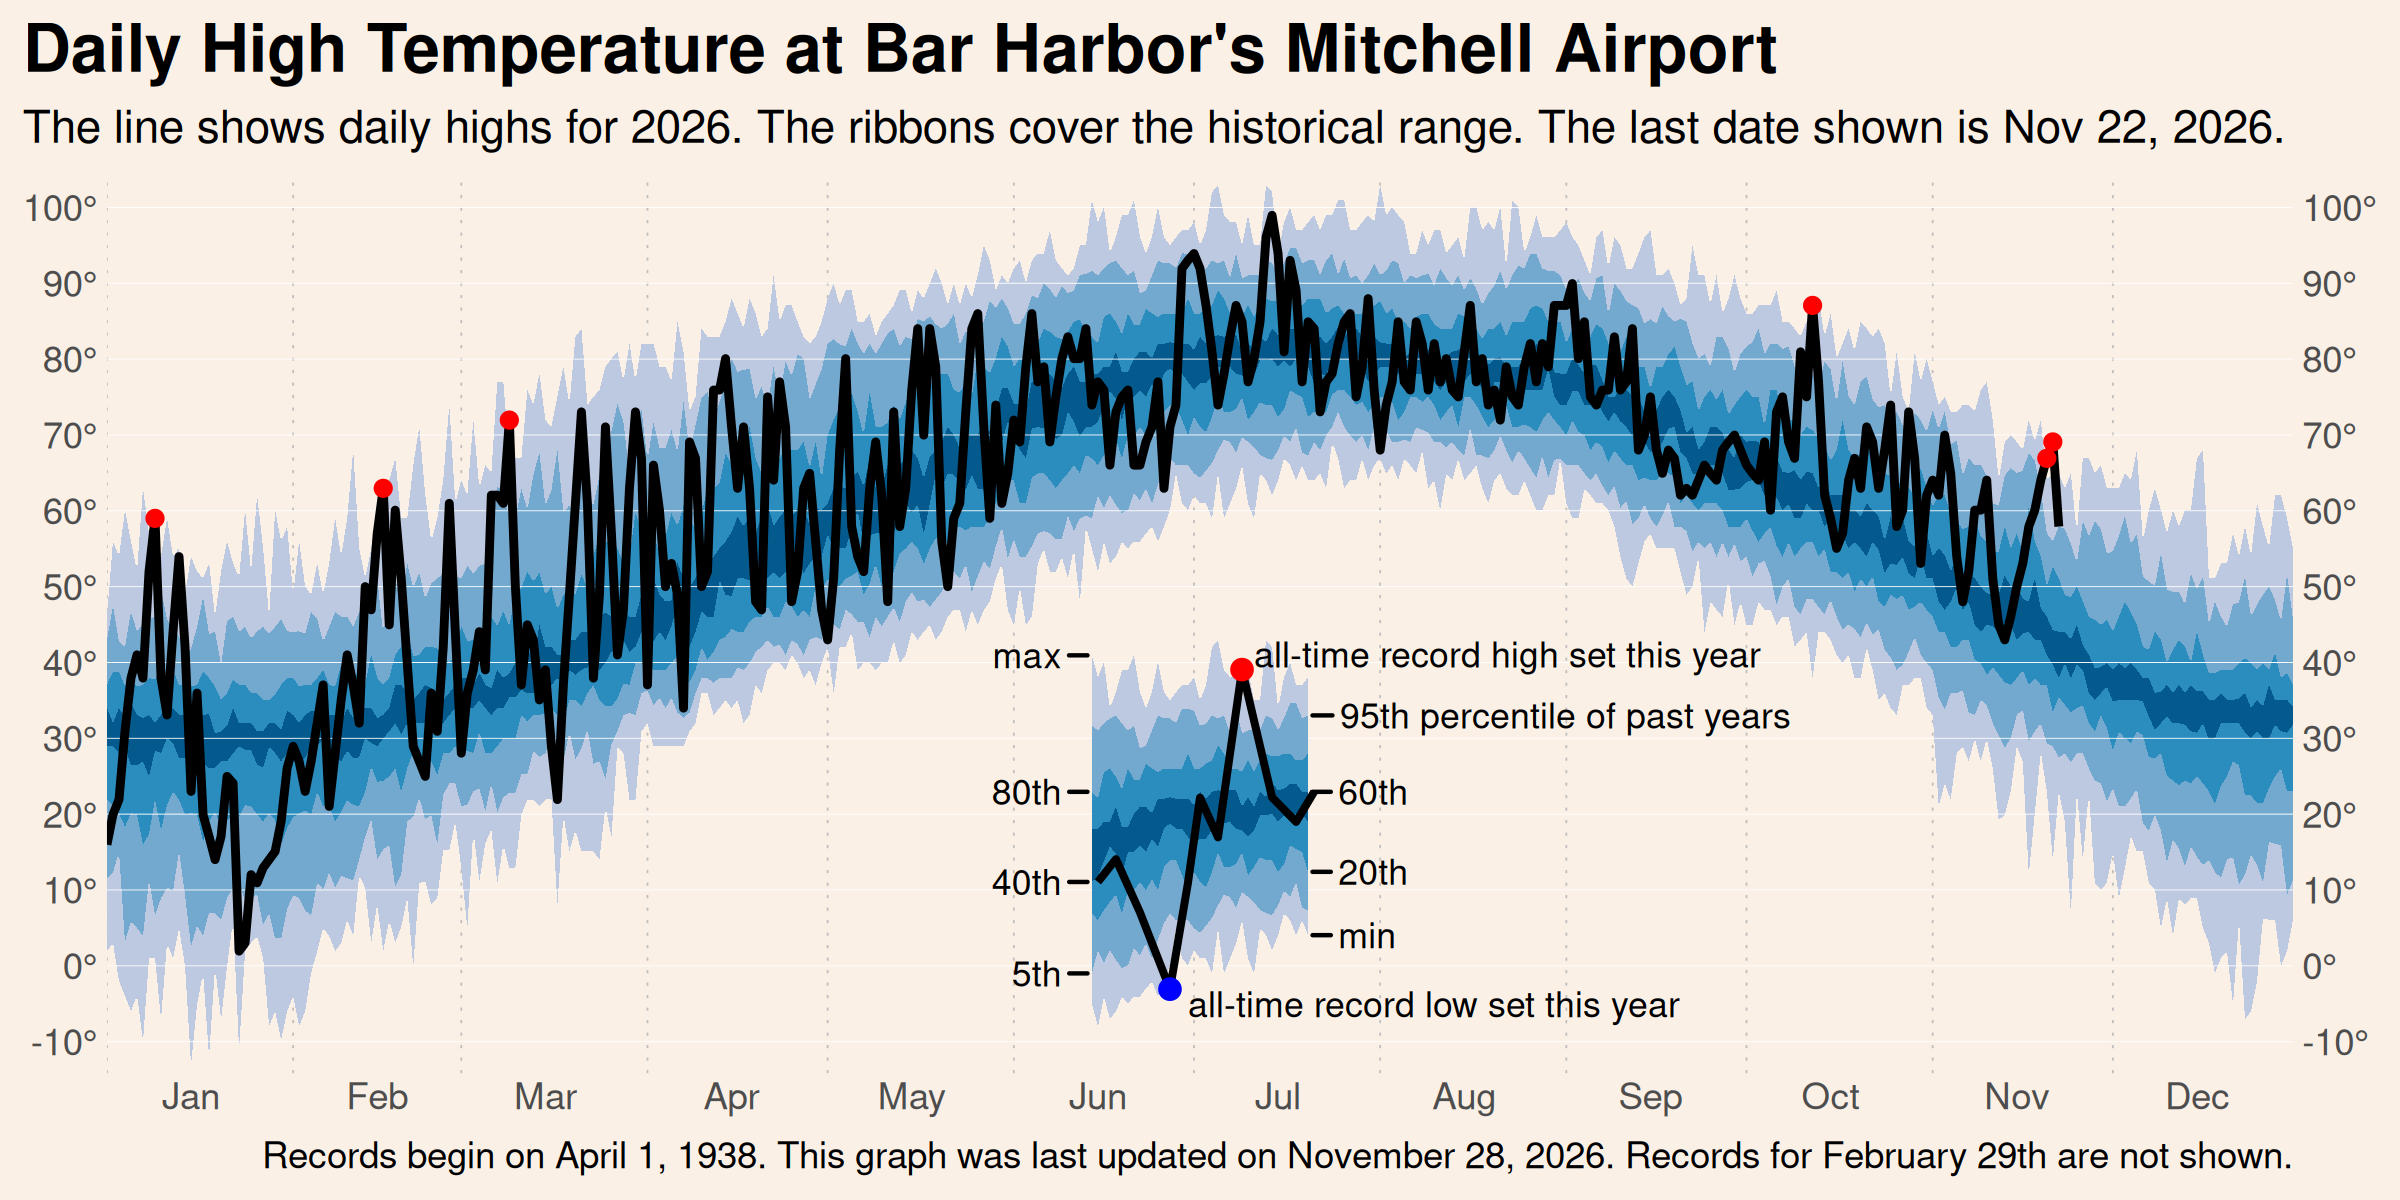 Daily High Temperature at Bar Harbor's Mitchell Airport
The line shows daily highs for 2026. The ribbons cover the historical range. The last date shown is Nov 22, 2026.
100° 100°
90° 90°
80° 80°
70° 70°
60° 60°
50° 50°
40° 40°
30° 30°
20° 20°
10° 10°
0° 0°
-10° -10°
max all-time record high set this year
95th percentile of past years
80th 60th
40th 20th
min
5th
all-time record low set this year
Jan Feb Mar Apr May Jun Jul Aug Sep Oct Nov Dec
Records begin on April 1, 1938. This graph was last updated on November 28, 2026. Records for February 29th are not shown.